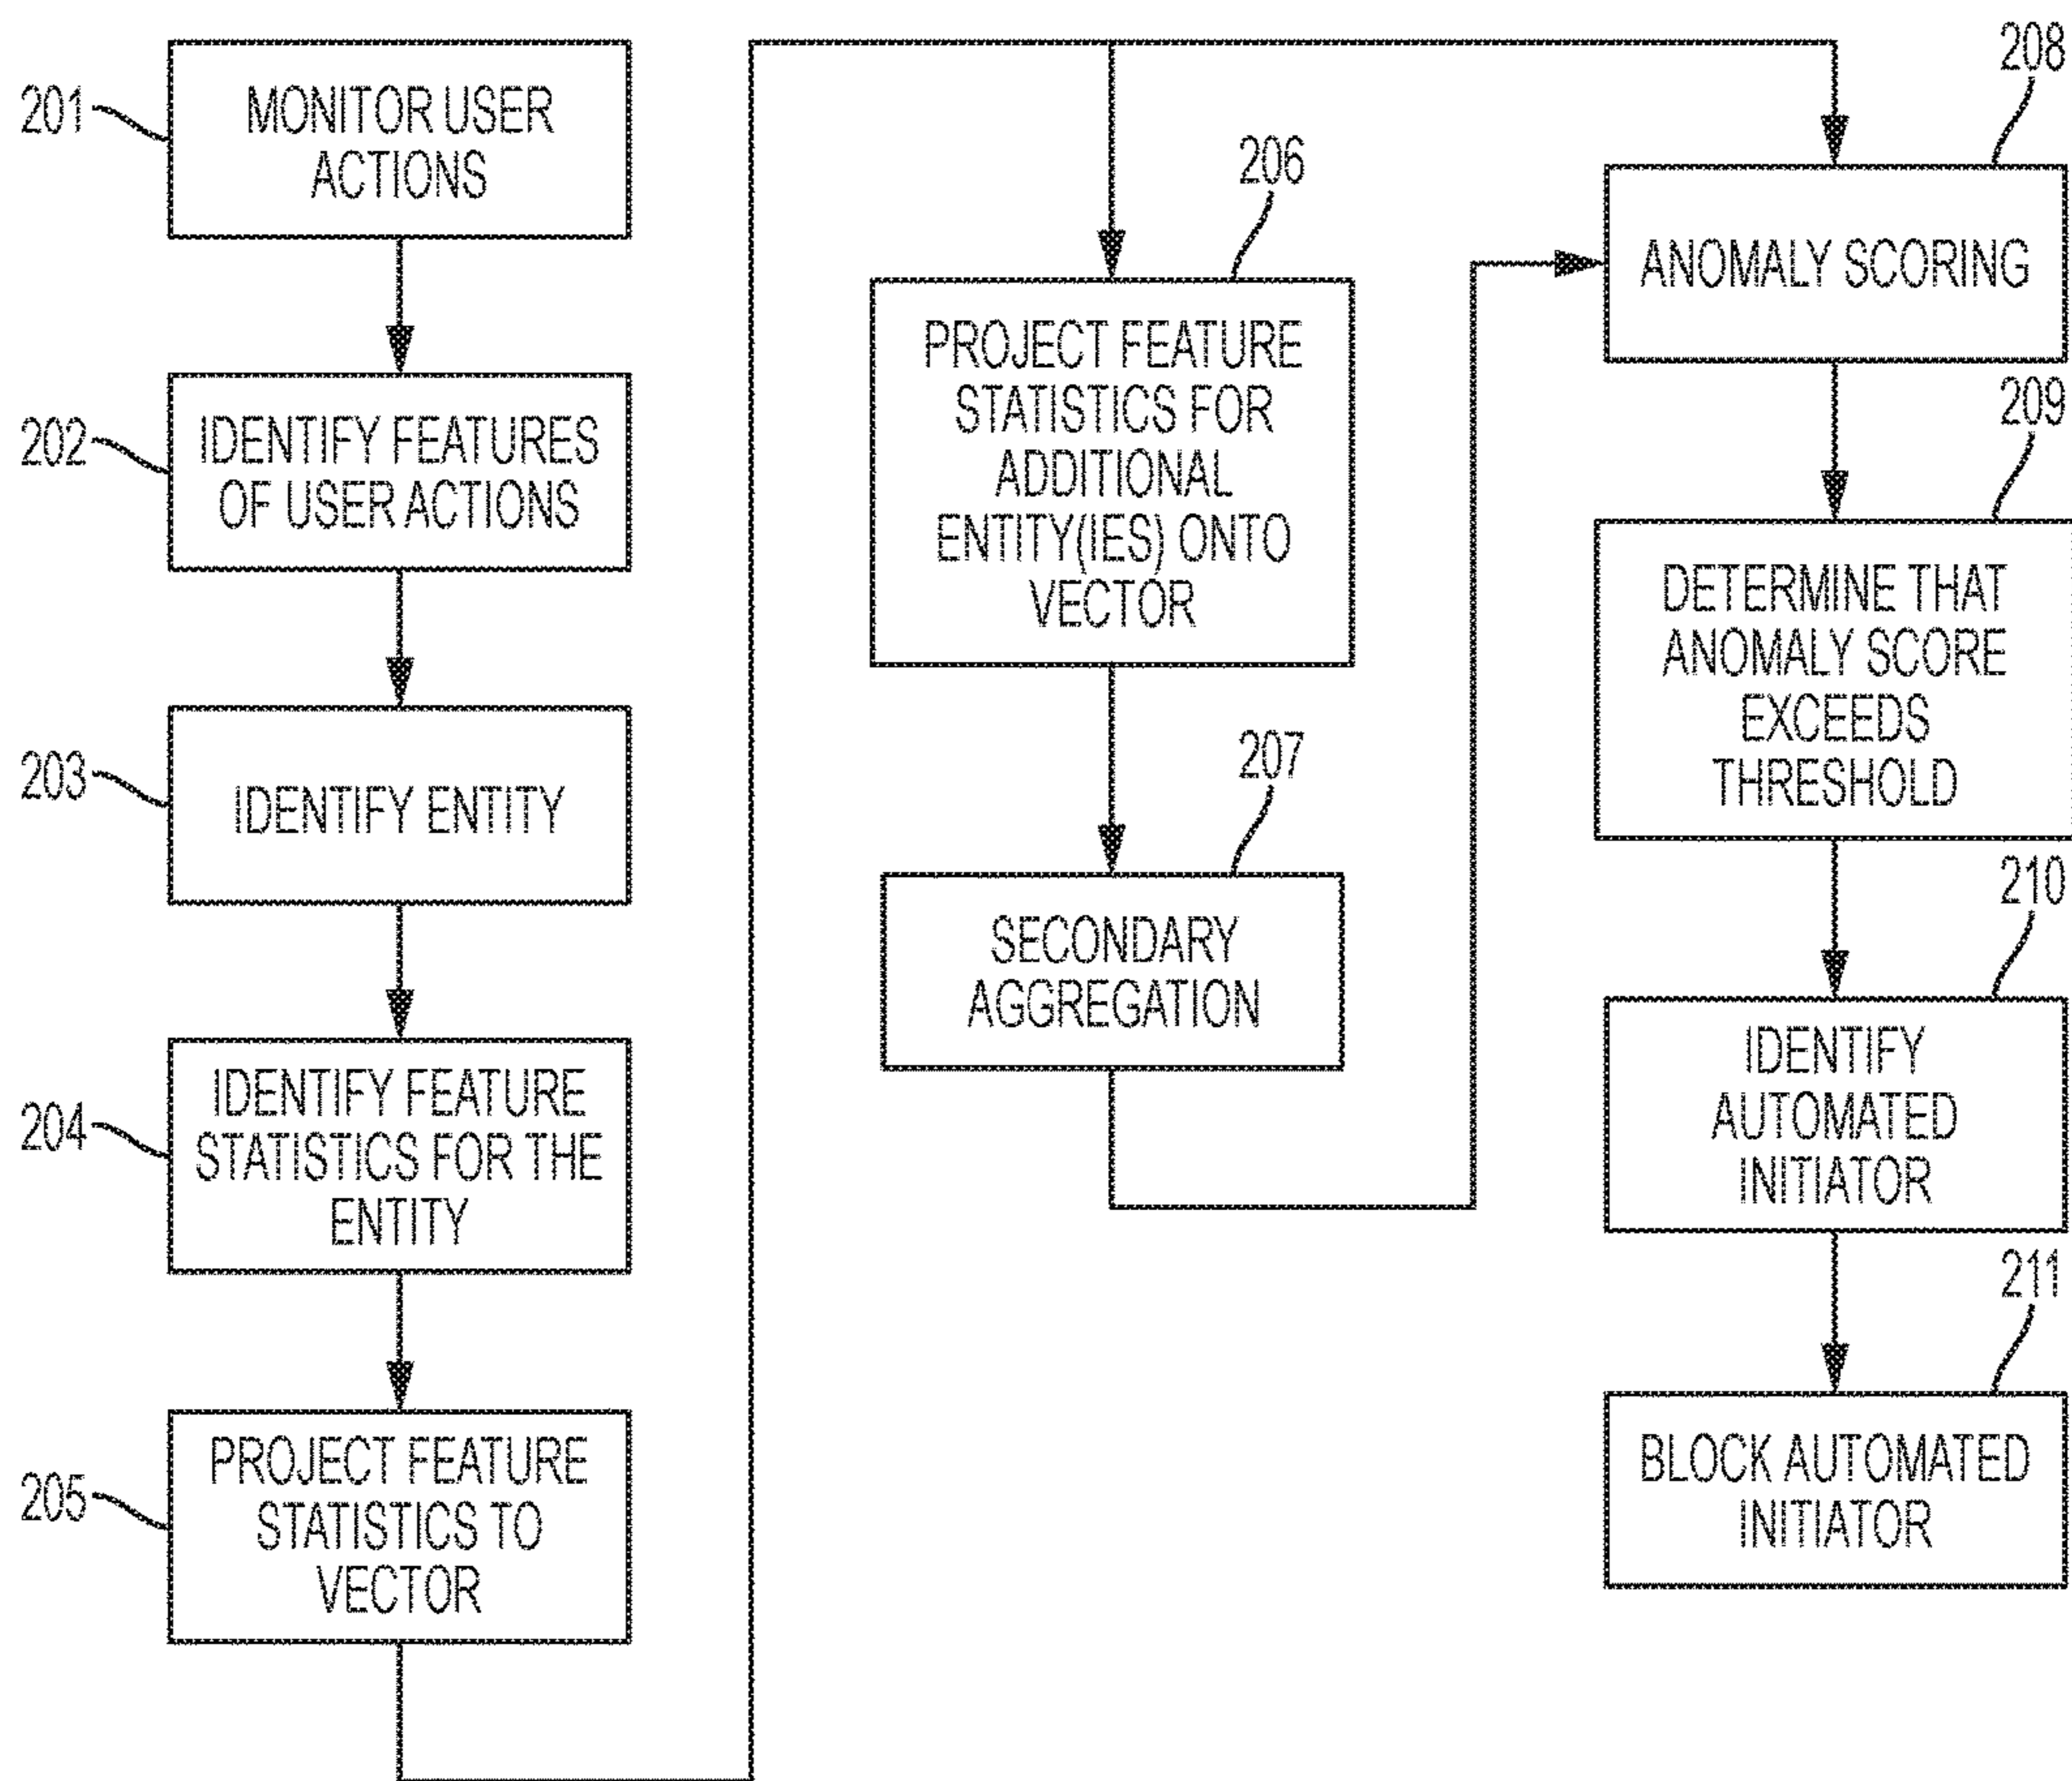 201
MONITOR USER
ACTIONS
202
IDENTIFY FEATURES
OF USER ACTIONS
203
IDENTIFY ENTITY
204
IDENTIFY FEATURE
STATISTICS FOR THE
ENTITY
205
PROJECT FEATURE
STATISTICS TO
VECTOR
206
PROJECT FEATURE
STATISTICS FOR
ADDITIONAL
ENTITY(IES) ONTO
VECTOR
207
SECONDARY
AGGREGATION
208
ANOMALY SCORING
209
DETERMINE THAT
ANOMALY SCORE
EXCEEDS
THRESHOLD
210
IDENTIFY
AUTOMATED
INITIATOR
211
BLOCK AUTOMATED
INITIATOR